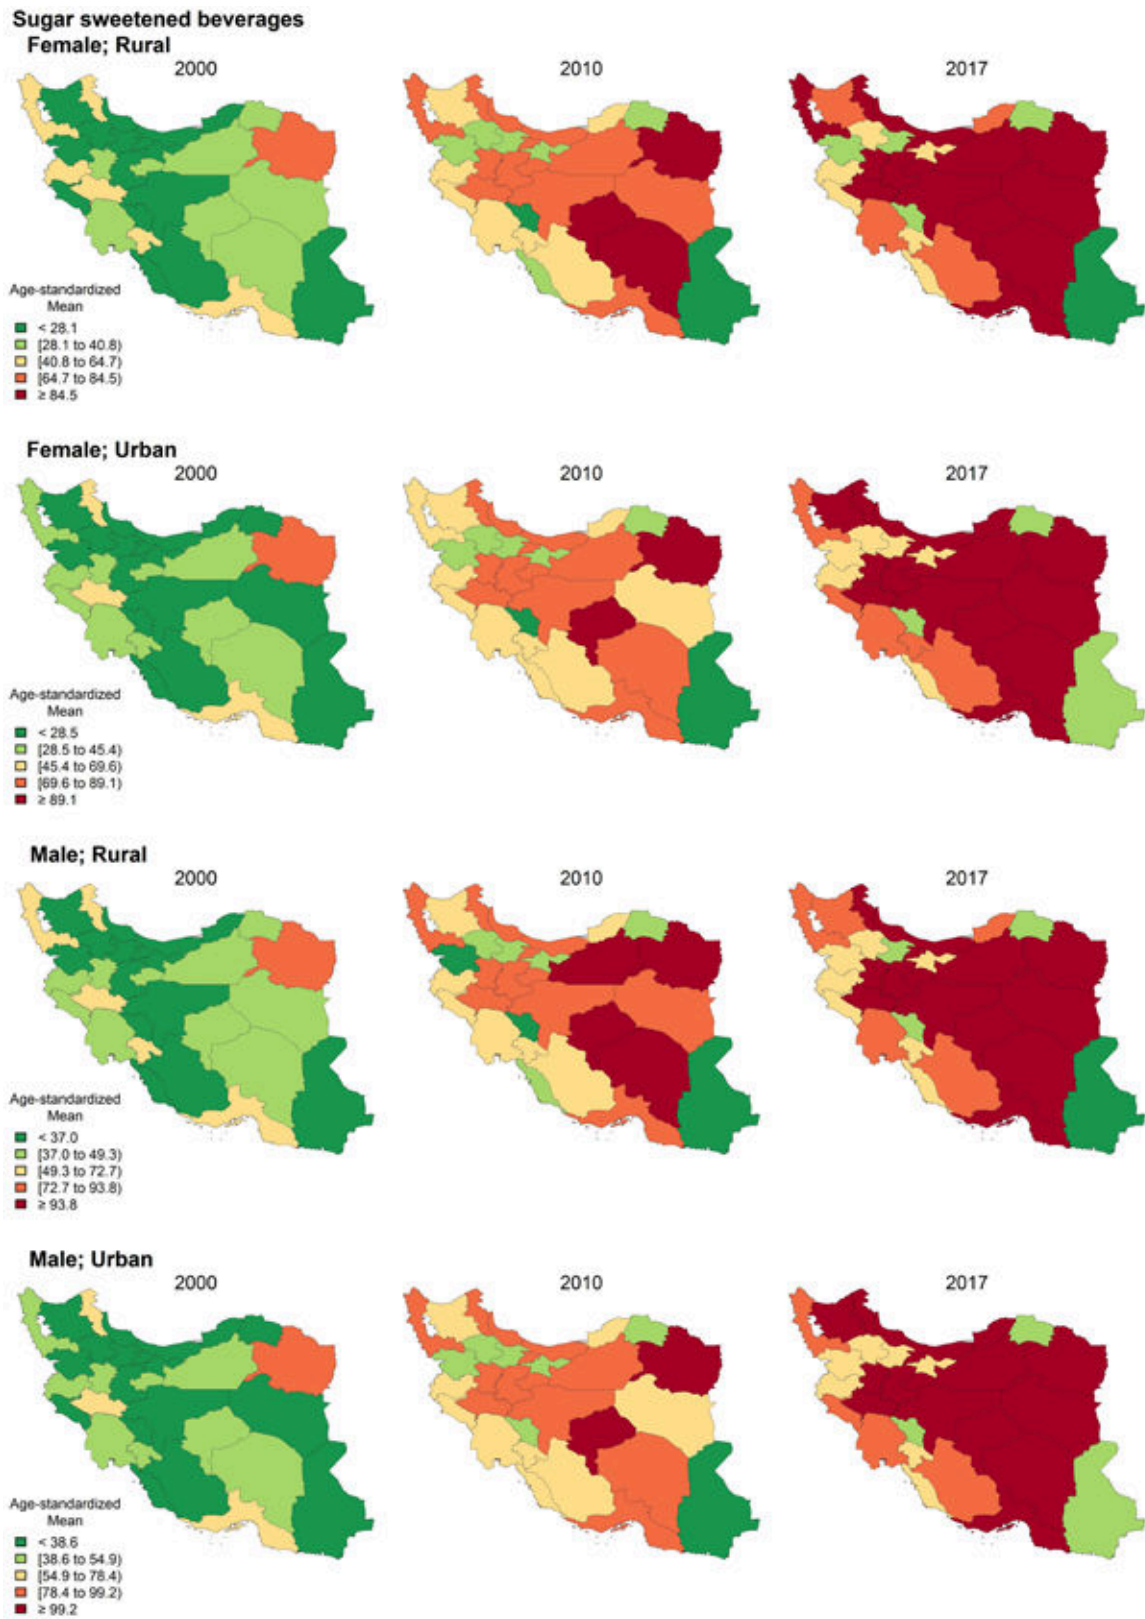 Sugar sweetened beverages
Female; Rural
2000
2010
2017
Age-standardized
Mean
< 28.1
[28.1 to 40.8)
[40.8 to 64.7)
[64.7 to 84.5)
≥ 84.5
Female; Urban
2000
2010
2017
Age-standardized
Mean
< 28.5
[28.5 to 45.4)
[45.4 to 69.6)
[69.6 to 89.1)
≥ 89.1
Male; Rural
2000
2010
2017
Age-standardized
Mean
< 37.0
[37.0 to 49.3)
[49.3 to 72.7)
[72.7 to 93.8)
≥ 93.8
Male; Urban
2000
2010
2017
Age-standardized
Mean
< 38.6
[38.6 to 54.9)
[54.9 to 78.4)
[78.4 to 99.2)
≥ 99.2